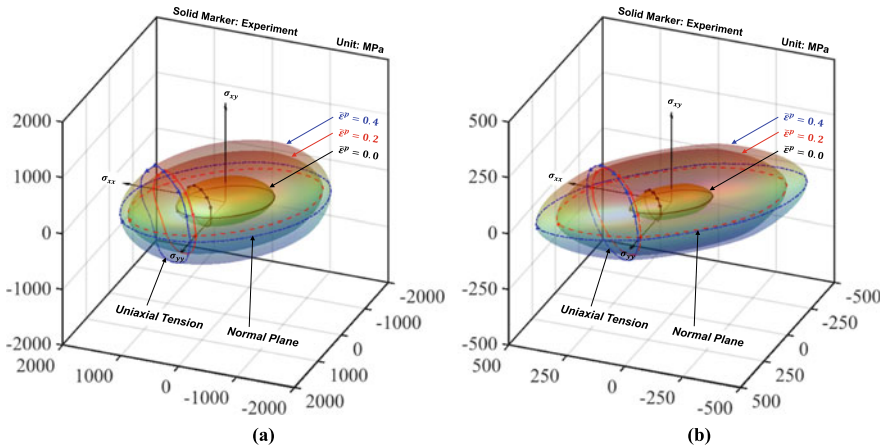 Solid Marker: Experiment
Unit: MPa
σxy
ε̄ᵖ = 0.4
ε̄ᵖ = 0.2
ε̄ᵖ = 0.0
σxx
σyy
2000
1000
0
-1000
-2000
2000
1000
0
-1000
-2000
2000
1000
0
-1000
-2000
Uniaxial Tension
Normal Plane
(a)
Solid Marker: Experiment
Unit: MPa
σxy
ε̄ᵖ = 0.4
ε̄ᵖ = 0.2
ε̄ᵖ = 0.0
σxx
σyy
500
250
0
-250
-500
500
250
0
-250
-500
500
250
0
-250
-500
Uniaxial Tension
Normal Plane
(b)